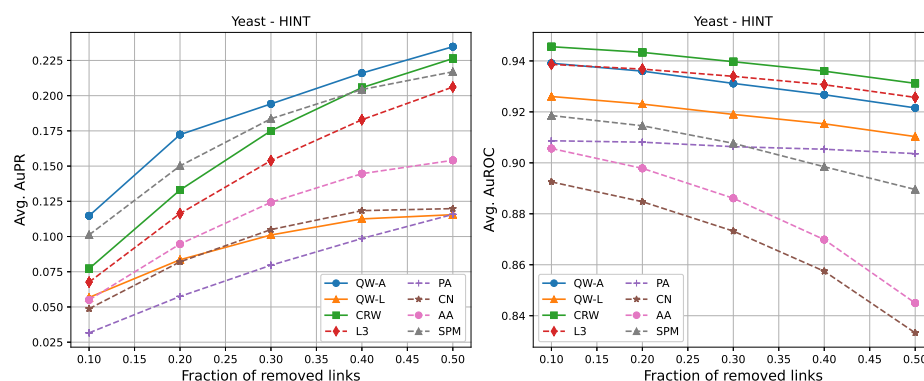 Yeast - HINT
Avg. AuPR
0.225
0.200
0.175
0.150
0.125
0.100
0.075
0.050
0.025
QW-A
QW-L
CRW
L3
PA
CN
AA
SPM
0.10 0.15 0.20 0.25 0.30 0.35 0.40 0.45 0.50
Fraction of removed links
Yeast - HINT
Avg. AuROC
0.94
0.92
0.90
0.88
0.86
0.84
QW-A
QW-L
CRW
L3
PA
CN
AA
SPM
0.10 0.15 0.20 0.25 0.30 0.35 0.40 0.45 0.50
Fraction of removed links